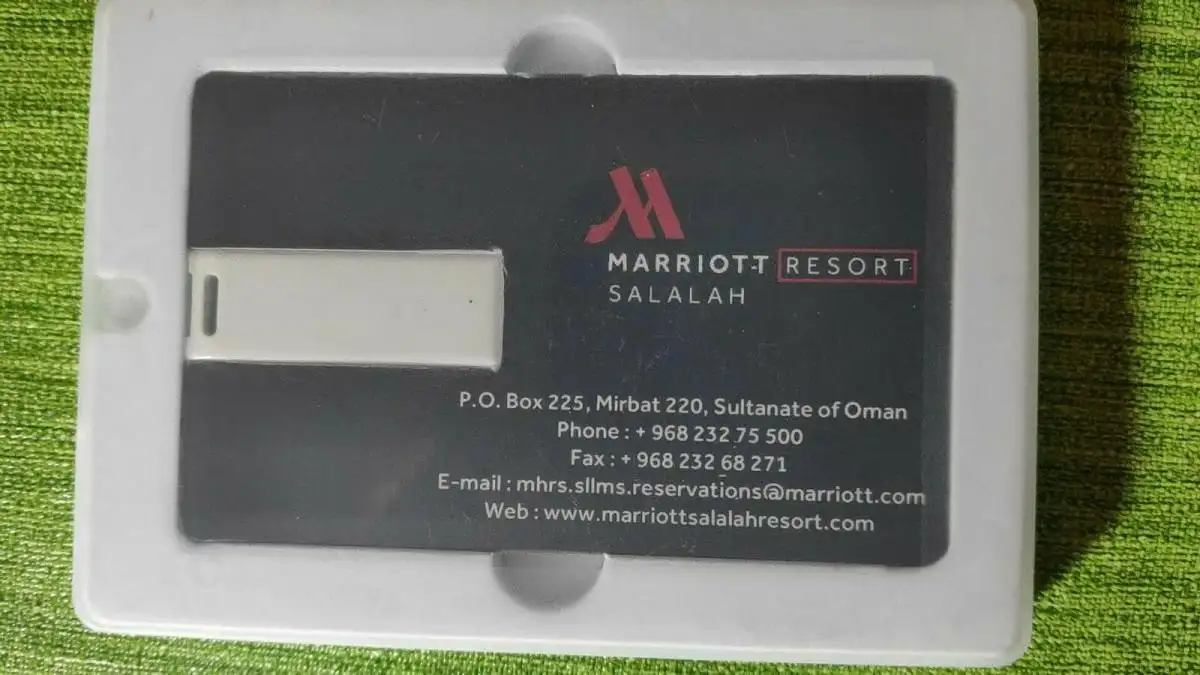 MARRIOTT RESORT
SALALAH
P.O. Box 225, Mirbat 220, Sultanate of Oman
Phone : + 968 232 75 500
Fax : + 968 232 68 271
E-mail : mhrs.sllms.reservations@marriott.com
Web : www.marriottsalalahresort.com